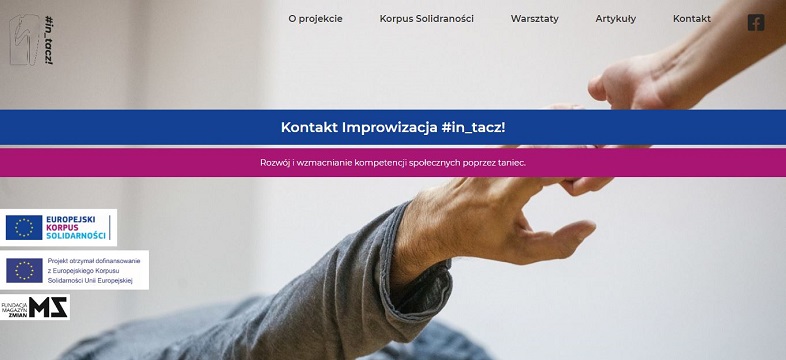 #in_tacz!
O projekcie Korpus Solidraności Warsztaty Artykuły Kontakt
Kontakt Improwizacja #in_tacz!
Rozwój i wzmacnianie kompetencji społecznych poprzez taniec.
EUROPEJSKI
KORPUS
SOLIDARNOŚCI
Projekt otrzymał dofinansowanie
z Europejskiego Korpusu
Solidarności Unii Europejskiej
FUNDACJA
MAGAZYN
ZMIAN
MZ